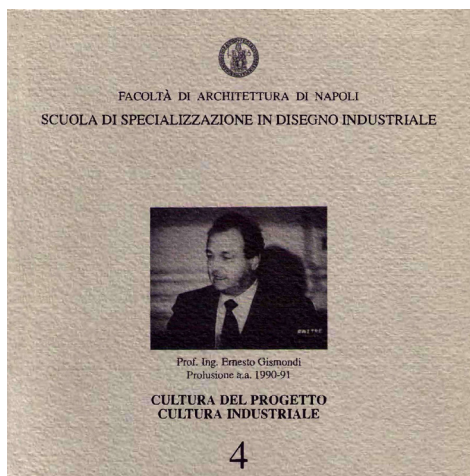 FACOLTÀ DI ARCHITETTURA DI NAPOLI
SCUOLA DI SPECIALIZZAZIONE IN DISEGNO INDUSTRIALE
Prof. Ing. Ernesto Gismondi
Prolusione a.a. 1990-91
CULTURA DEL PROGETTO
CULTURA INDUSTRIALE
4